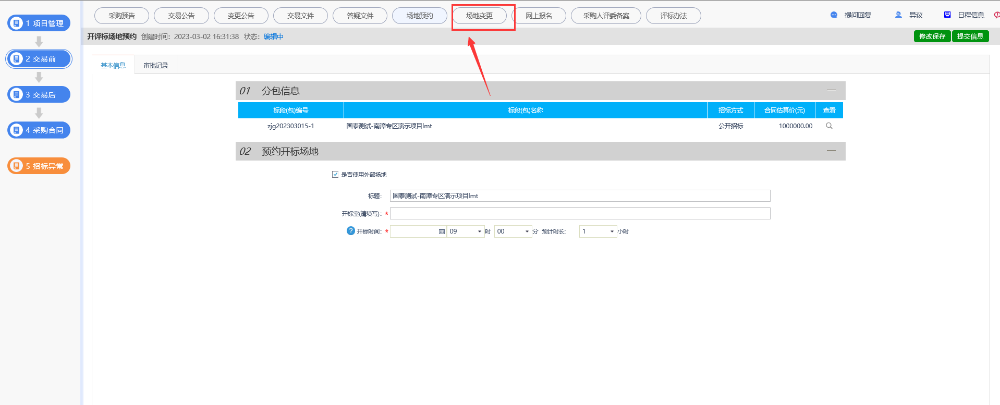 采购预告 交易公告 变更公告 交易文件 答疑文件 场地预约 场地变更 网上报名 采购人评委备案 评标办法 提问回复 异议 日程信息
1 项目管理
2 交易前
3 交易后
4 采购合同
5 招标异常
开评标场地预约 创建时间：2023-03-02 16:31:38 状态：编辑中 修改保存 提交信息
基本信息 审批记录
01 分包信息
标段(包)编号 标段(包)名称 招标方式 合同估算价(元) 查看
zjg202303015-1 国泰测试-南漳专区演示项目lmt 公开招标 1000000.00
02 预约开标场地
是否使用外部场地
标题： 国泰测试-南漳专区演示项目lmt
开标室(请填写)：*
? 开标时间：* 09 时 00 分 预计时长: 1 小时